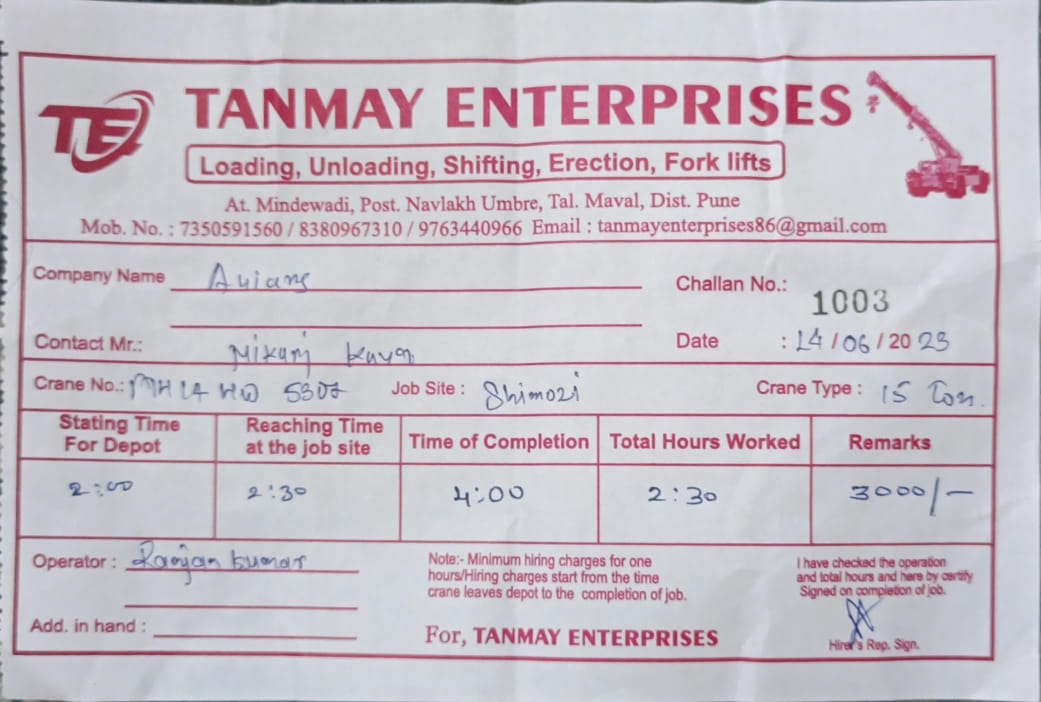 TE TANMAY ENTERPRISES
Loading, Unloading, Shifting, Erection, Fork lifts
At. Mindewadi, Post. Navlakh Umbre, Tal. Maval, Dist. Pune
Mob. No. : 7350591560 / 8380967310 / 9763440966 Email : tanmayenterprises86@gmail.com
Company Name
Challan No.: 1003
Contact Mr.:
Date : 14 / 06 / 20 23
Crane No.: MH 14 HW Job Site : Crane Type : 15 Ton.
Stating Time For Depot Reaching Time at the job site Time of Completion Total Hours Worked Remarks
2:00 2:30 4:00 2:30 3000/-
Operator : Ranjan Kumar
Note:- Minimum hiring charges for one
hours/Hiring charges start from the time
crane leaves depot to the completion of job.
I have checked the operation
and total hours and here by certify
Signed on completion of job.
Add. in hand :
For, TANMAY ENTERPRISES
Hirer's Rep. Sign.